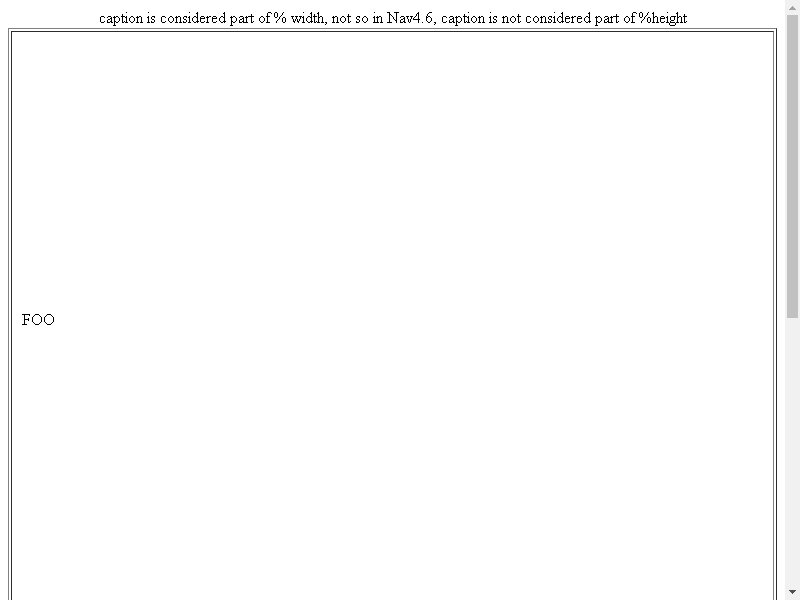 caption is considered part of % width, not so in Nav4.6, caption is not considered part of %height
FOO